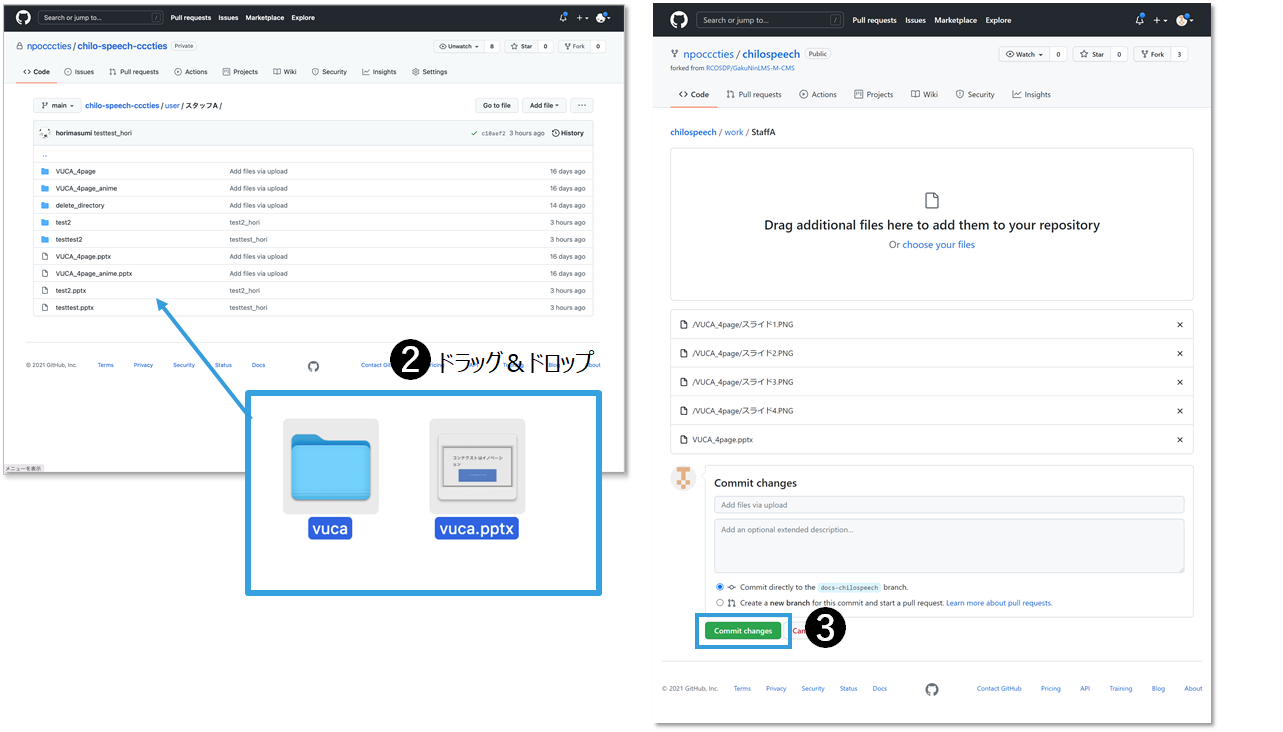 Search or jump to... /
Pull requests Issues Marketplace Explore
npocccties / chilo-speech-cccties Private
Unwatch 8 Star 0 Fork 0
Code Issues Pull requests Actions Projects Wiki Security Insights Settings
main chilo-speech-cccties / user / スタッフA / Go to file Add file ...
horimasumi testtest_hori c10aef2 3 hours ago History
..
VUCA_4page Add files via upload 16 days ago
VUCA_4page_anime Add files via upload 16 days ago
delete_directory Add files via upload 14 days ago
test2 test2_hori 3 hours ago
testtest2 testtest_hori 3 hours ago
VUCA_4page.pptx Add files via upload 16 days ago
VUCA_4page_anime.pptx Add files via upload 16 days ago
test2.pptx test2_hori 3 hours ago
testtest.pptx testtest_hori 3 hours ago
© 2021 GitHub, Inc. Terms Privacy Security Status Docs
メニューを表示
❷ ドラッグ&ドロップ
コンテクストはイノベーシ
ョン
vuca
vuca.pptx
Search or jump to... /
Pull requests Issues Marketplace Explore
npocccties / chilospeech Public
forked from RCOSDP/GakuNinLMS-M-CMS
Watch 0 Star 0 Fork 3
Code Pull requests Actions Projects Wiki Security Insights
chilospeech / work / StaffA
Drag additional files here to add them to your repository
Or choose your files
/VUCA_4page/スライド1.PNG
/VUCA_4page/スライド2.PNG
/VUCA_4page/スライド3.PNG
/VUCA_4page/スライド4.PNG
VUCA_4page.pptx
Commit changes
Add files via upload
Add an optional extended description...
Commit directly to the docs-chilospeech branch.
Create a new branch for this commit and start a pull request. Learn more about pull requests.
Commit changes
❸
© 2021 GitHub, Inc. Terms Privacy Security Status Docs Contact GitHub Pricing API Training Blog About